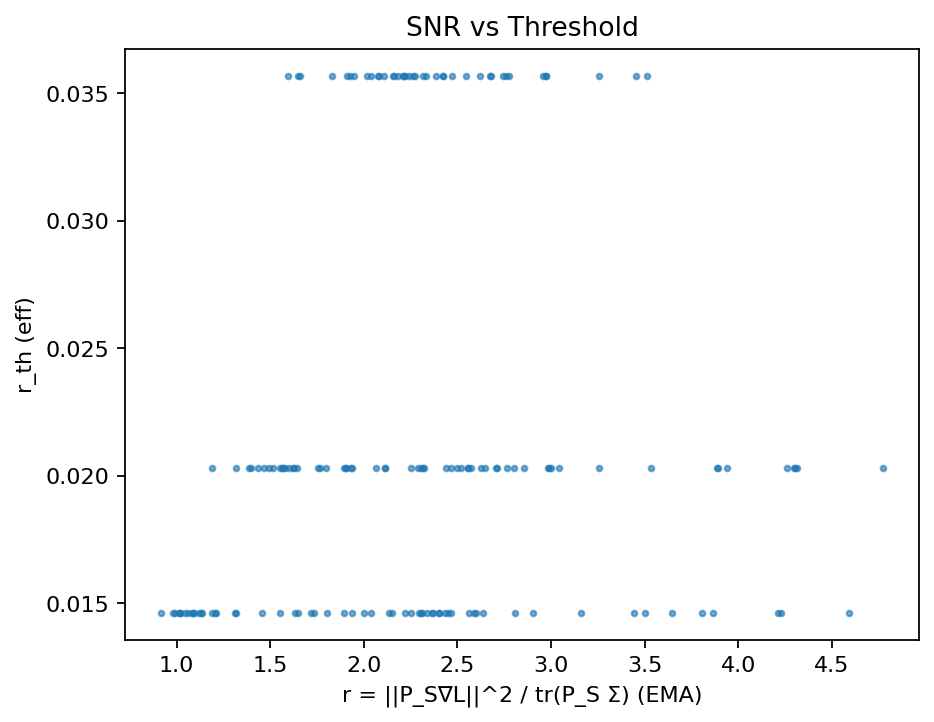 SNR vs Threshold
r_th (eff)
0.035
0.030
0.025
0.020
0.015
1.0 1.5 2.0 2.5 3.0 3.5 4.0 4.5
r = ||P_S∇L||^2 / tr(P_S Σ) (EMA)